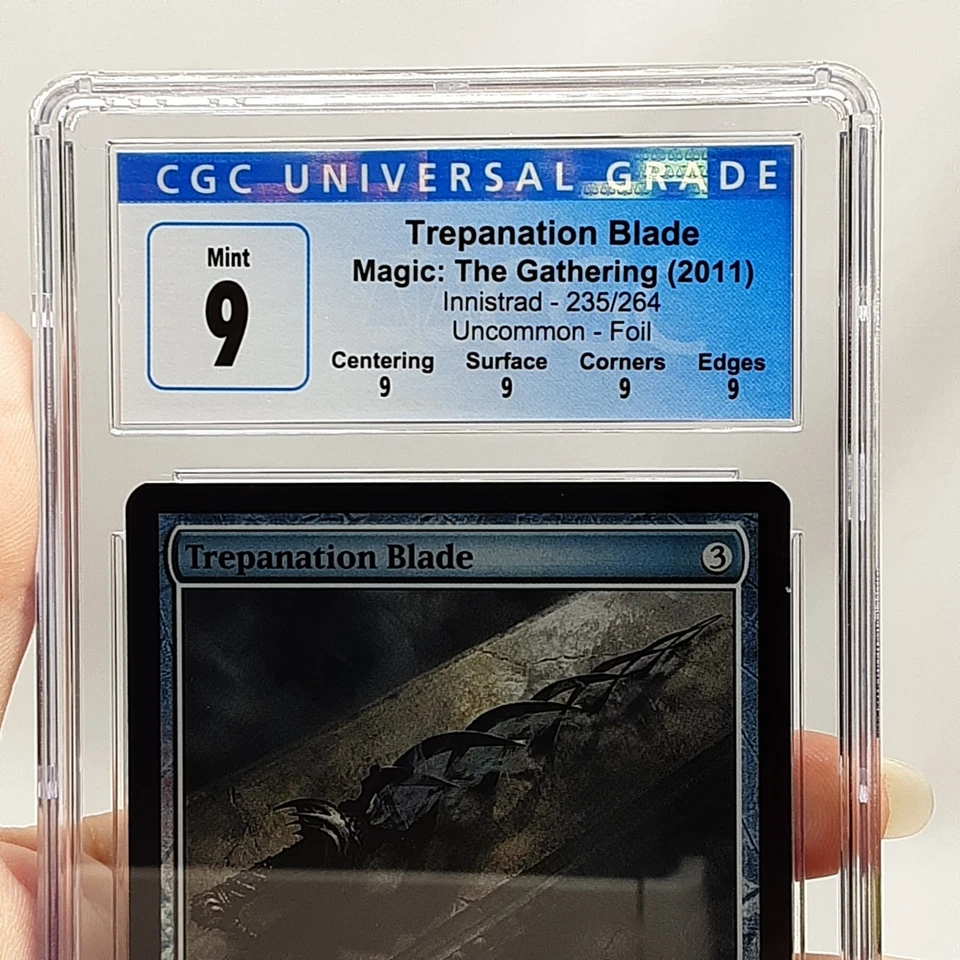 CGC UNIVERSAL GRADE
Mint
9
Trepanation Blade
Magic: The Gathering (2011)
Innistrad - 235/264
Uncommon - Foil
Centering Surface Corners Edges
9 9 9 9
Trepanation Blade 3